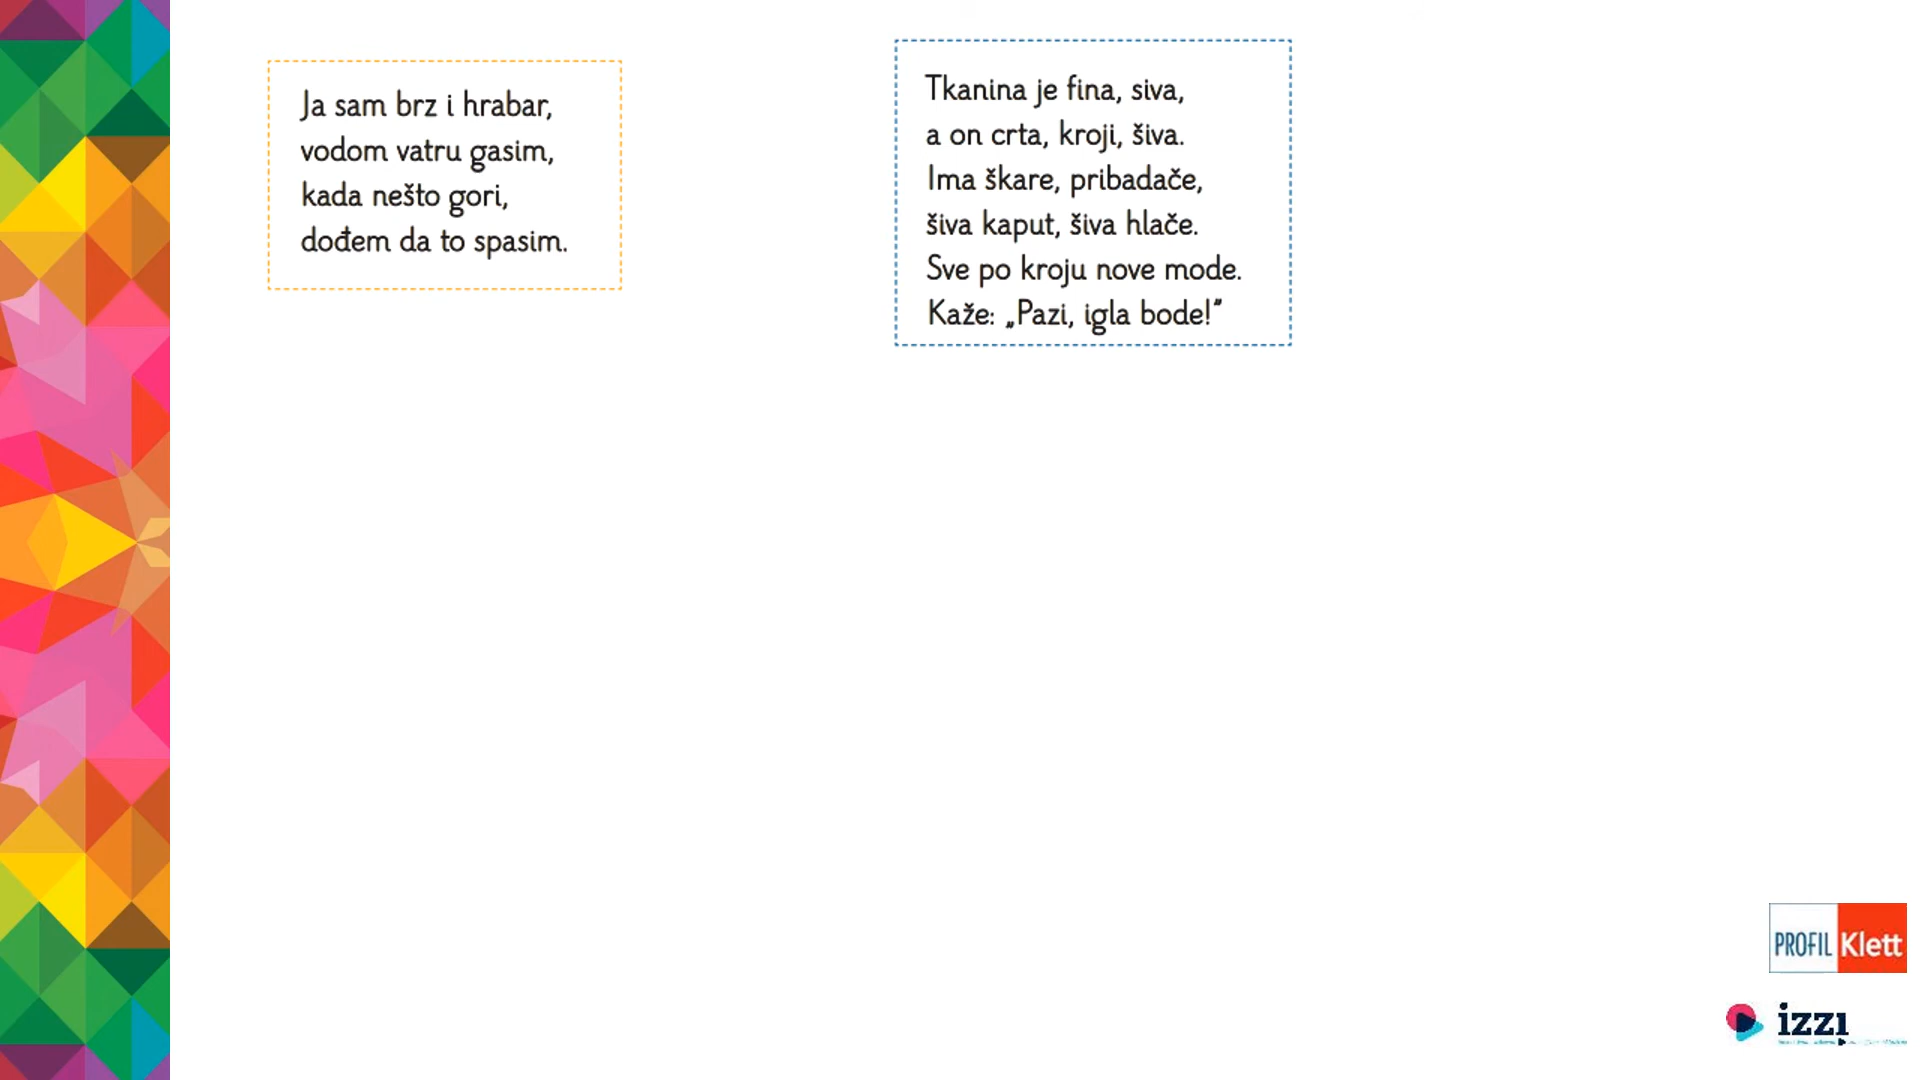 Ja sam brz i hrabar,
vodom vatru gasim,
kada nešto gori,
dođem da to spasim.
Tkanina je fina, siva,
a on crta, kroji, šiva.
Ima škare, pribadače,
šiva kaput, šiva hlače.
Sve po kroju nove mode.
Kaže: „Pazi, igla bode!”
PROFIL Klett
izzi